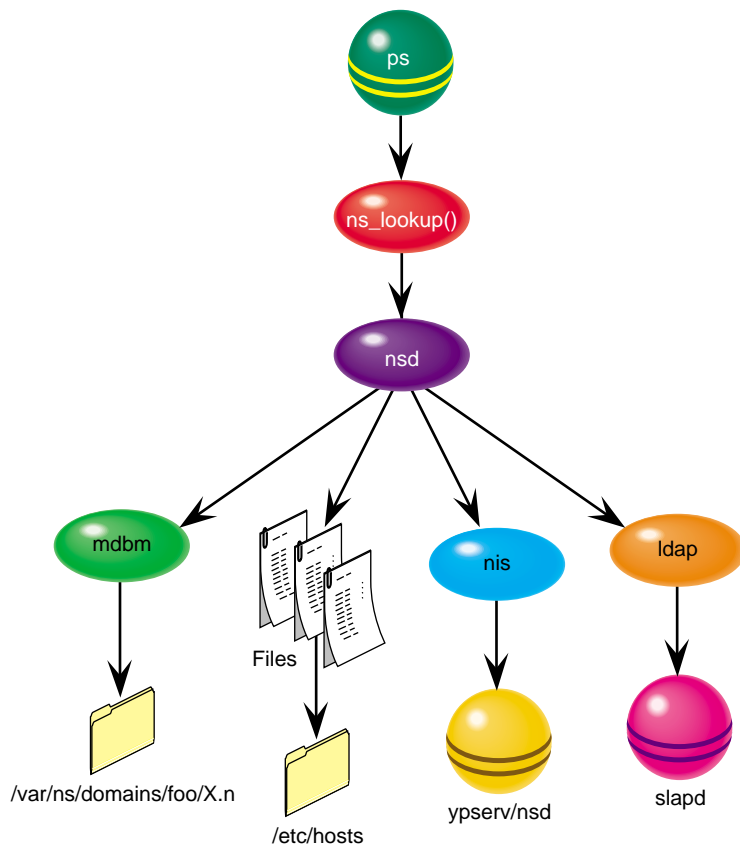 ps
ns_lookup()
nsd
mdbm
nis
ldap
Files
/var/ns/domains/foo/X.n
/etc/hosts
ypserv/nsd
slapd